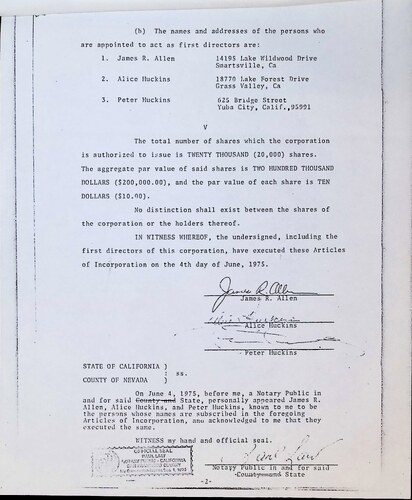 (b) The names and addresses of the persons who
are appointed to act as first directors are:
1. James R. Allen 14195 Lake Wildwood Drive
Smartsville, Ca
2. Alice Huckins 18770 Lake Forest Drive
Grass Valley, Ca
3. Peter Huckins 625 Bridge Street
Yuba City, Calif.,95991
V
The total number of shares which the corporation
is authorized to issue is TWENTY THOUSAND (20,000) shares.
The aggregate par value of said shares is TWO HUNDRED THOUSAND
DOLLARS ($200,000.00), and the par value of each share is TEN
DOLLARS ($10.00).
No distinction shall exist between the shares of
the corporation or the holders thereof.
IN WITNESS WHEREOF, the undersigned, including the
first directors of this corporation, have executed these Articles
of Incorporation on the 4th day of June, 1975.
James R. Allen
James R. Allen
Alice Huckins
Alice Huckins
Peter Huckins
STATE OF CALIFORNIA )
: ss.
COUNTY OF NEVADA )
On June 4, 1975, before me, a Notary Public in
and for said County and State, personally appeared James R.
Allen, Alice Huckins, and Peter Huckins, known to me to be
the persons whose names are subscribed in the foregoing
Articles of Incorporation, and acknowledged to me that they
executed the same.
WITNESS my hand and official seal.
OFFICIAL SEAL
NOTARY PUBLIC - CALIFORNIA
Notary Public in and for said
County and State
-2-